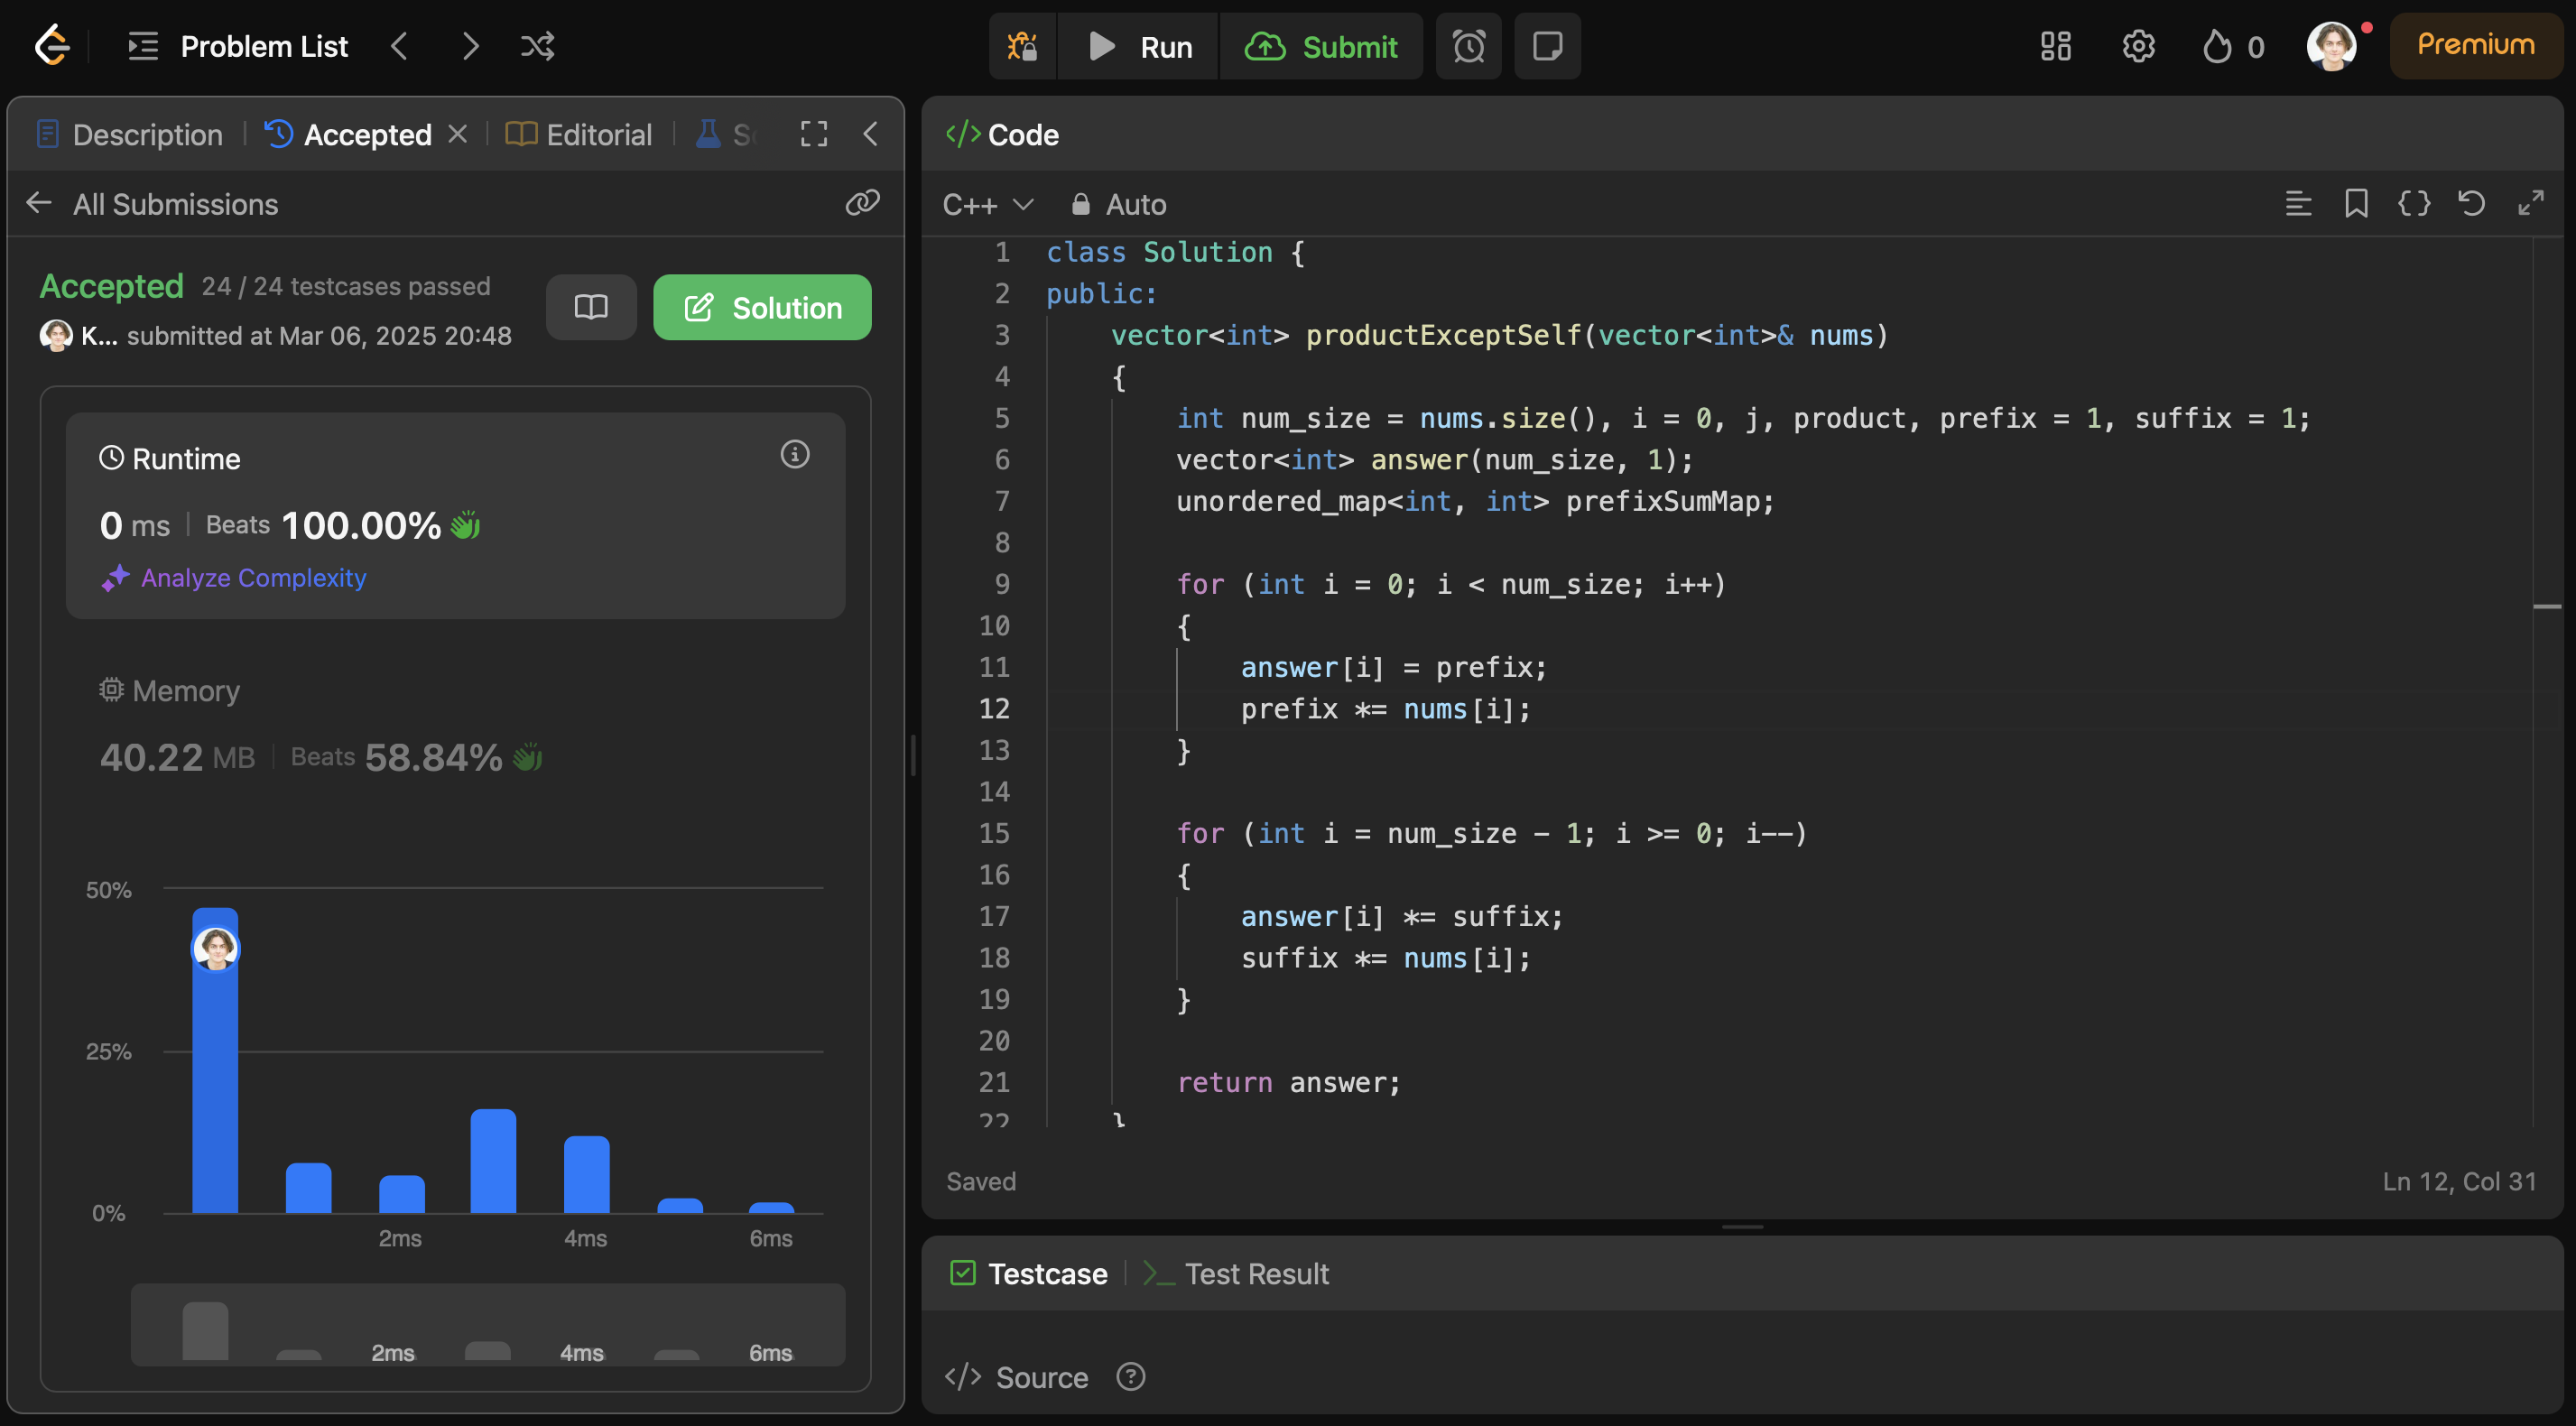 Problem List
Run
Submit
0
Premium
Description
Accepted
Editorial
All Submissions
Accepted 24 / 24 testcases passed
K... submitted at Mar 06, 2025 20:48
Solution
Runtime
0 ms | Beats 100.00%
Analyze Complexity
Memory
40.22 MB | Beats 58.84%
50%
25%
0%
2ms 4ms 6ms
2ms 4ms 6ms
</> Code
C++ Auto
1 class Solution {
2 public:
3 vector<int> productExceptSelf(vector<int>& nums)
4 {
5 int num_size = nums.size(), i = 0, j, product, prefix = 1, suffix = 1;
6 vector<int> answer(num_size, 1);
7 unordered_map<int, int> prefixSumMap;
8
9 for (int i = 0; i < num_size; i++)
10 {
11 answer[i] = prefix;
12 prefix *= nums[i];
13 }
14
15 for (int i = num_size - 1; i >= 0; i--)
16 {
17 answer[i] *= suffix;
18 suffix *= nums[i];
19 }
20
21 return answer;
22 }
Saved
Ln 12, Col 31
Testcase
Test Result
</> Source